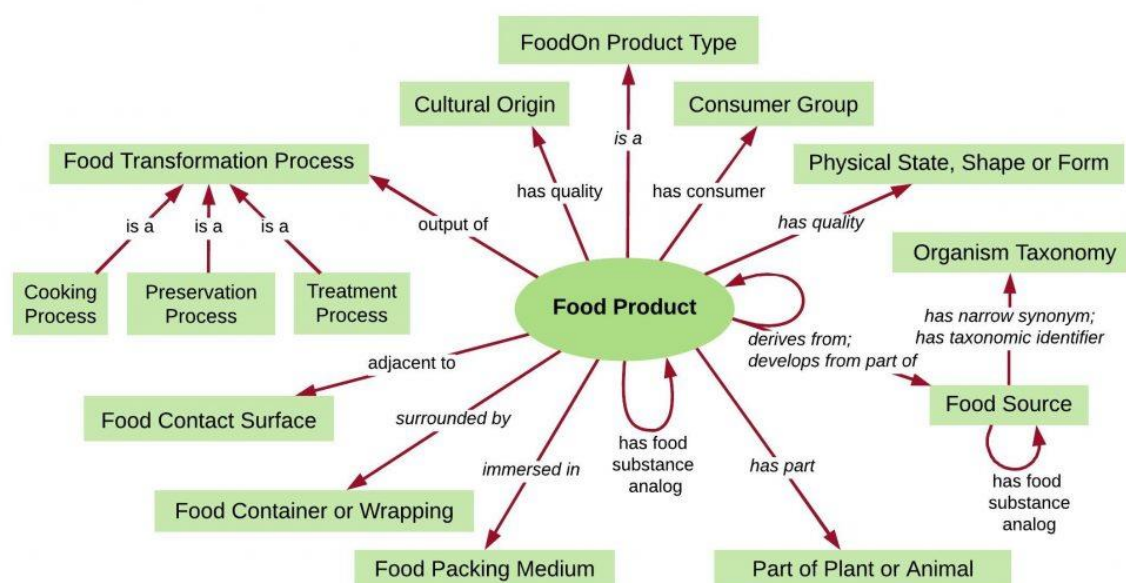 FoodOn Product Type
Cultural Origin
Consumer Group
is a
Food Transformation Process
Physical State, Shape or Form
has quality
has consumer
is a
is a
is a
output of
has quality
Organism Taxonomy
Cooking
Process
Preservation
Process
Treatment
Process
Food Product
has narrow synonym;
has taxonomic identifier
derives from;
develops from part of
adjacent to
Food Source
Food Contact Surface
surrounded by
has food
substance
analog
immersed in
has part
has food
substance
analog
Food Container or Wrapping
Food Packing Medium
Part of Plant or Animal